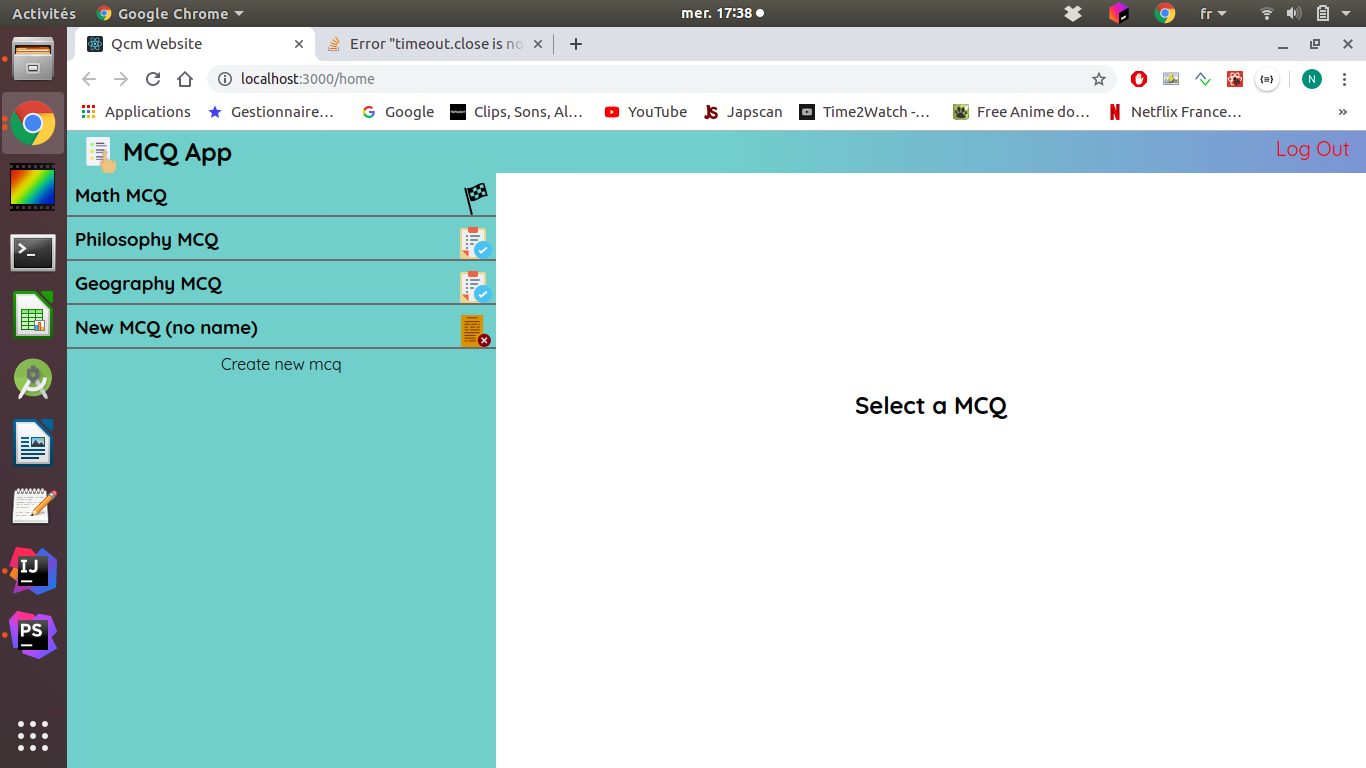 Activités Google Chrome mer. 17:38 fr
Qcm Website Error "timeout.close is no
localhost:3000/home N
Applications Gestionnaire… Google Clips, Sons, Al… YouTube JS Japscan Time2Watch -… Free Anime do… N Netflix France… »
MCQ App Log Out
Math MCQ
Philosophy MCQ
Geography MCQ
New MCQ (no name)
Create new mcq
Select a MCQ
IJ
PS